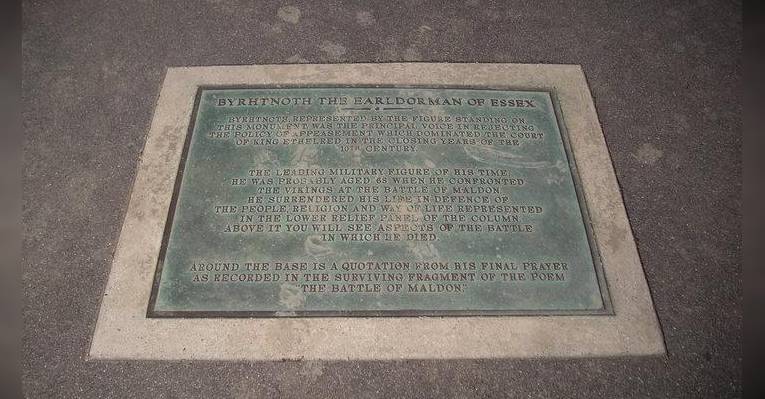 BYRHTNOTH THE EARLDORMAN OF ESSEX
BYRHTNOTH, REPRESENTED BY THE FIGURE STANDING ON
THIS MONUMENT, WAS THE PRINCIPAL VOICE IN REJECTING
THE POLICY OF APPEASEMENT WHICH DOMINATED THE COURT
OF KING ETHELRED IN THE CLOSING YEARS OF THE
10TH CENTURY.
THE LEADING MILITARY FIGURE OF HIS TIME,
HE WAS PROBABLY AGED 68 WHEN HE CONFRONTED
THE VIKINGS AT THE BATTLE OF MALDON.
HE SURRENDERED HIS LIFE IN DEFENCE OF
THE PEOPLE, RELIGION AND WAY OF LIFE REPRESENTED
IN THE LOWER RELIEF PANEL OF THE COLUMN.
ABOVE IT YOU WILL SEE ASPECTS OF THE BATTLE
IN WHICH HE DIED.
AROUND THE BASE IS A QUOTATION FROM HIS FINAL PRAYER
AS RECORDED IN THE SURVIVING FRAGMENT OF THE POEM
"THE BATTLE OF MALDON."